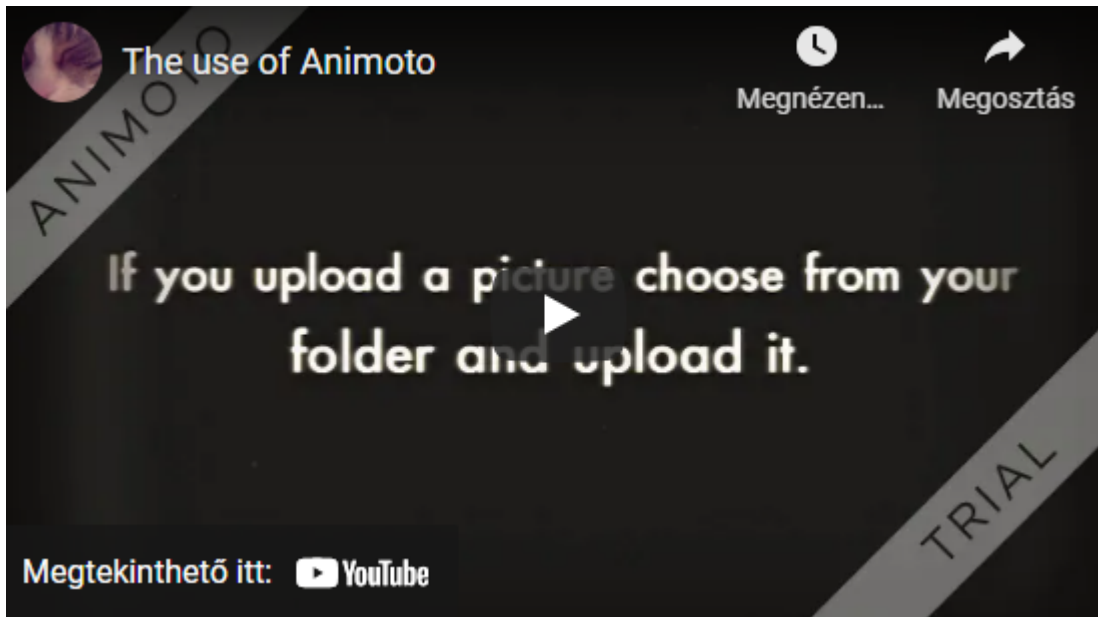 ANIMOTO
The use of Animoto
Megnézen...
Megosztás
If you upload a picture choose from your
folder and upload it.
TRIAL
Megtekinthető itt: YouTube